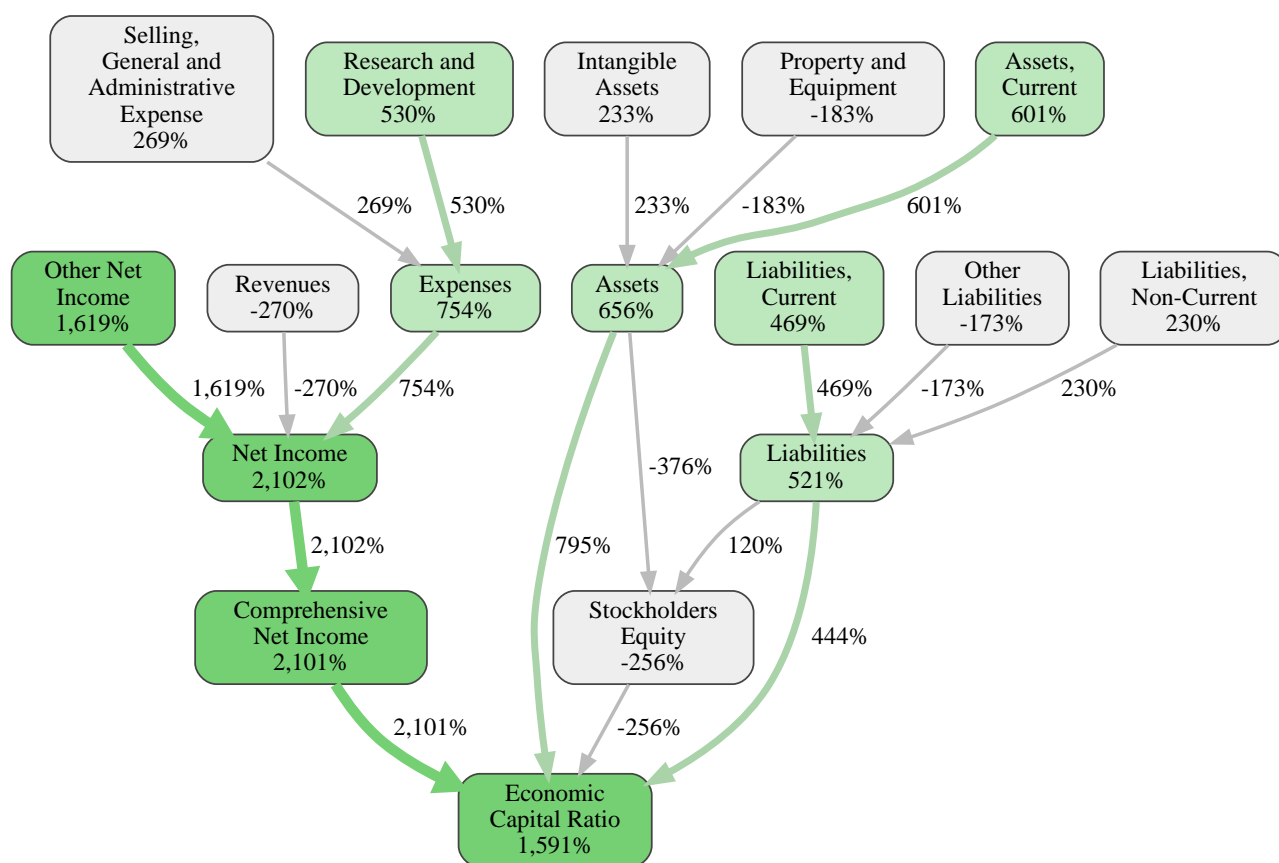 Selling,
General and
Administrative
Expense
269%
Research and
Development
530%
Intangible
Assets
233%
Property and
Equipment
-183%
Assets,
Current
601%
269%
530%
233%
-183%
601%
Other Net
Income
1,619%
Revenues
-270%
Expenses
754%
Assets
656%
Liabilities,
Current
469%
Other
Liabilities
-173%
Liabilities,
Non-Current
230%
1,619%
-270%
754%
469%
-173%
230%
Net Income
2,102%
-376%
Liabilities
521%
2,102%
795%
120%
Comprehensive
Net Income
2,101%
Stockholders
Equity
-256%
444%
2,101%
-256%
Economic
Capital Ratio
1,591%